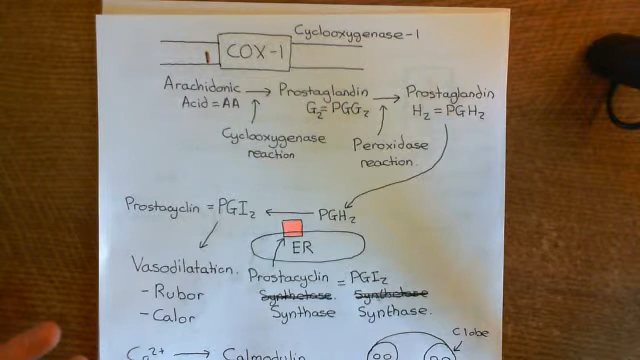 Cyclooxygenase-1
COX-1
Arachidonic → Prostaglandin → Prostaglandin
Acid = AA G₂ = PGG₂ H₂ = PGH₂
Cyclooxygenase
reaction
Peroxidase
reaction.
Prostacyclin = PGI₂ ← PGH₂
ER
Vasodilatation.
- Rubor
- Calor
Prostacyclin = PGI₂
Synthetase. Synthetase
Synthase Synthase.
Globe
Ca²⁺ → Calmodulin